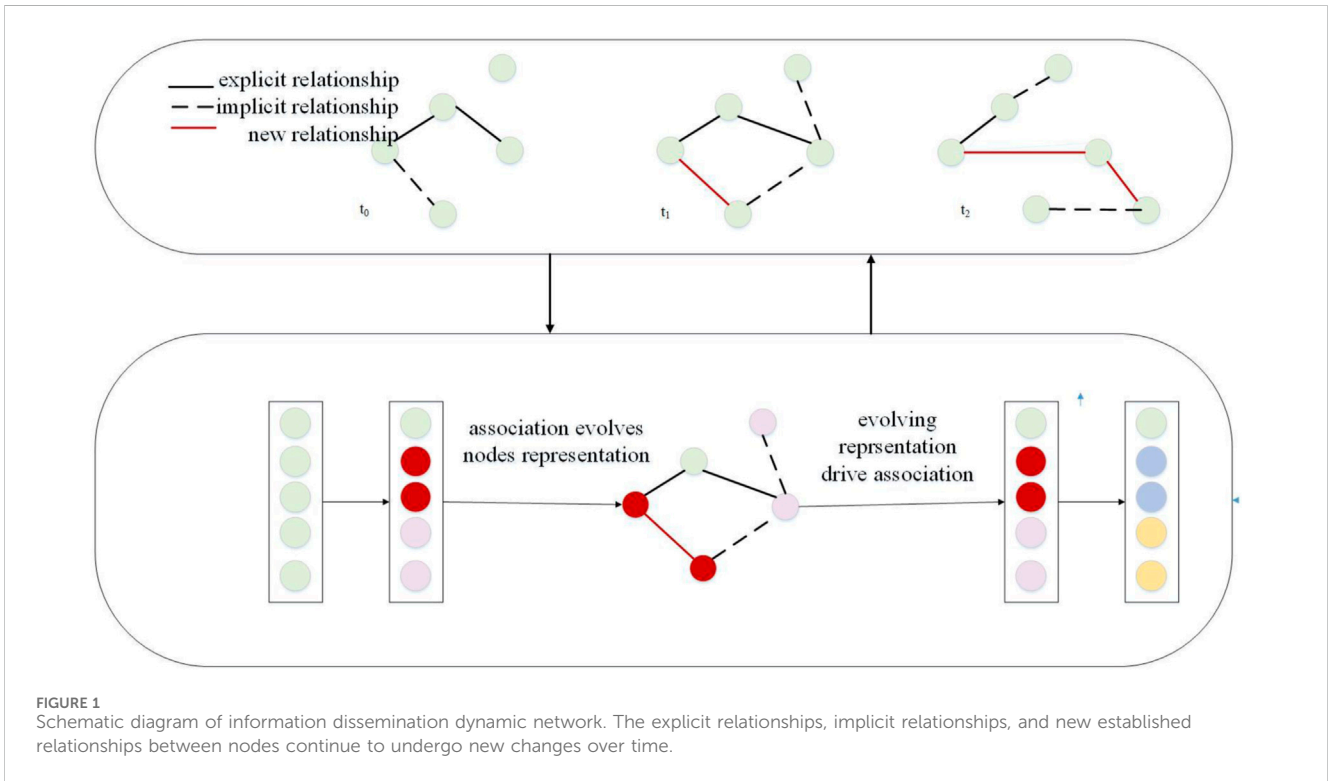 explicit relationship
implicit relationship
new relationship
t₀
t₁
t₂
association evolves
nodes representation
evolving
reprsentation
drive association
FIGURE 1
Schematic diagram of information dissemination dynamic network. The explicit relationships, implicit relationships, and new established
relationships between nodes continue to undergo new changes over time.